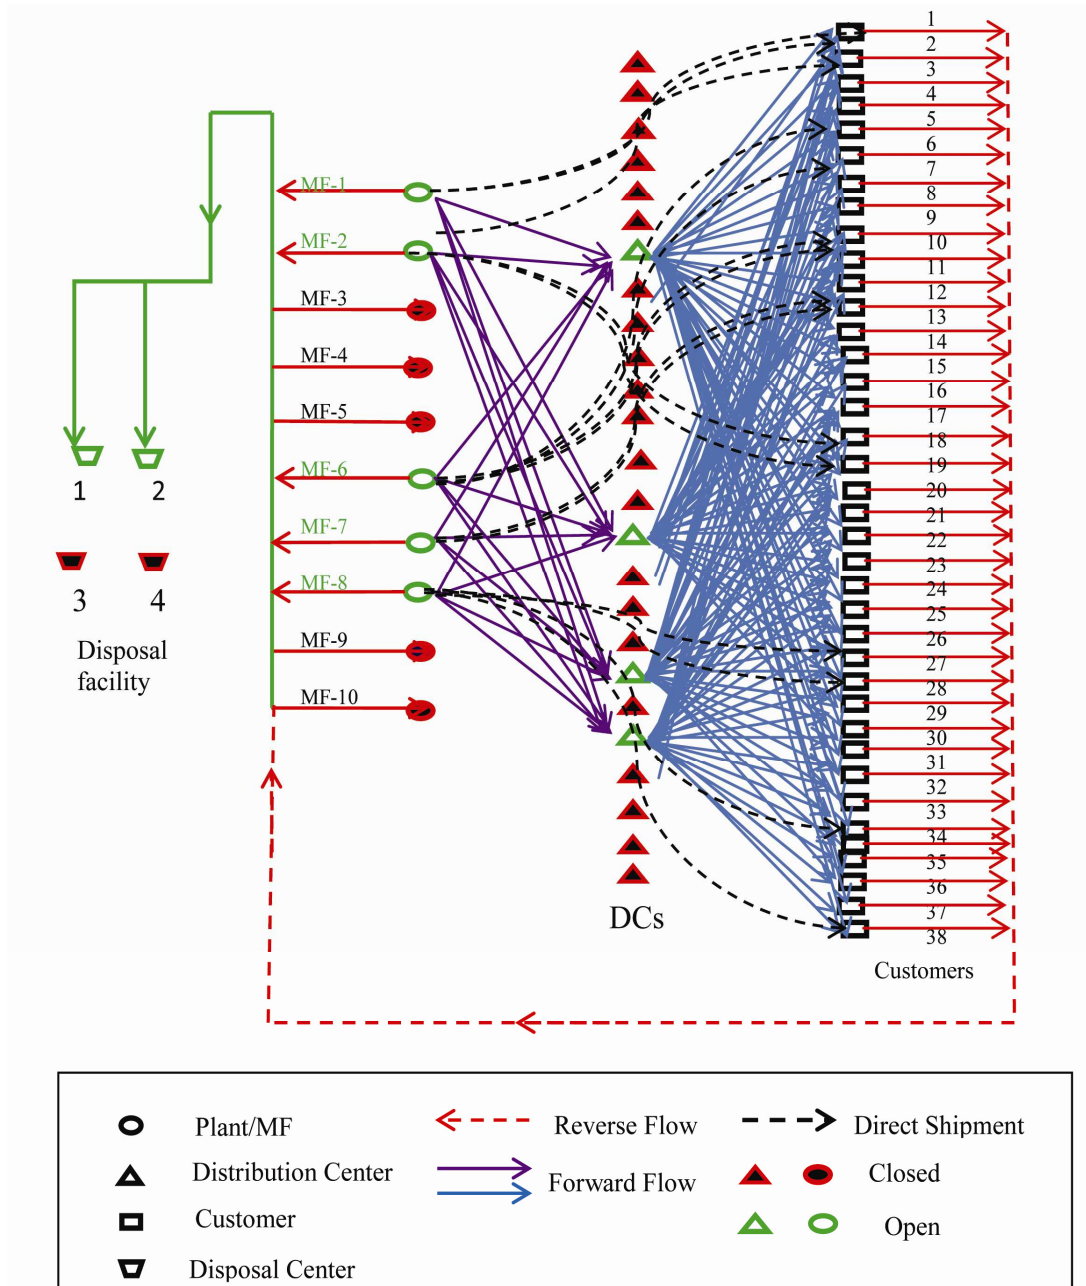 1
2
3
4
5
6
7
8
9
10
11
12
13
14
15
16
17
18
19
20
21
22
23
24
25
26
27
28
29
30
31
32
33
34
35
36
37
38
Customers
DCs
MF-1
MF-2
MF-3
MF-4
MF-5
MF-6
MF-7
MF-8
MF-9
MF-10
1 2
3 4
Disposal
facility
Plant/MF
Distribution Center
Customer
Disposal Center
Reverse Flow
Forward Flow
Direct Shipment
Closed
Open